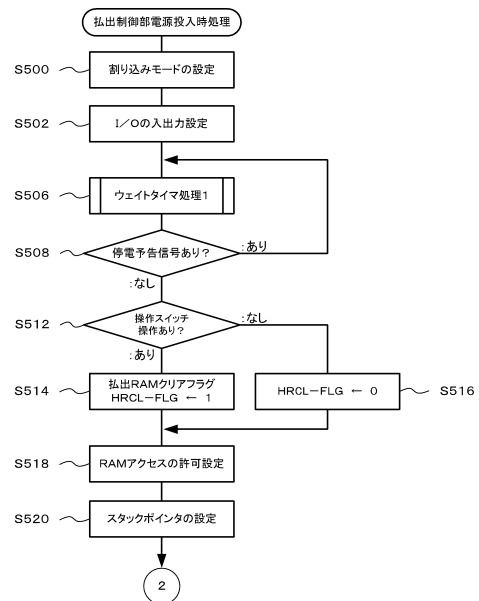 払出制御部電源投入時処理
S500
割り込みモードの設定
S502
I/Oの入出力設定
S506
ウェイトタイマ処理1
S508
停電予告信号あり?
:あり
:なし
S512
操作スイッチ
操作あり?
:なし
:あり
S514
払出RAMクリアフラグ
HRCL-FLG ← 1
HRCL-FLG ← 0
S516
S518
RAMアクセスの許可設定
S520
スタックポインタの設定
2